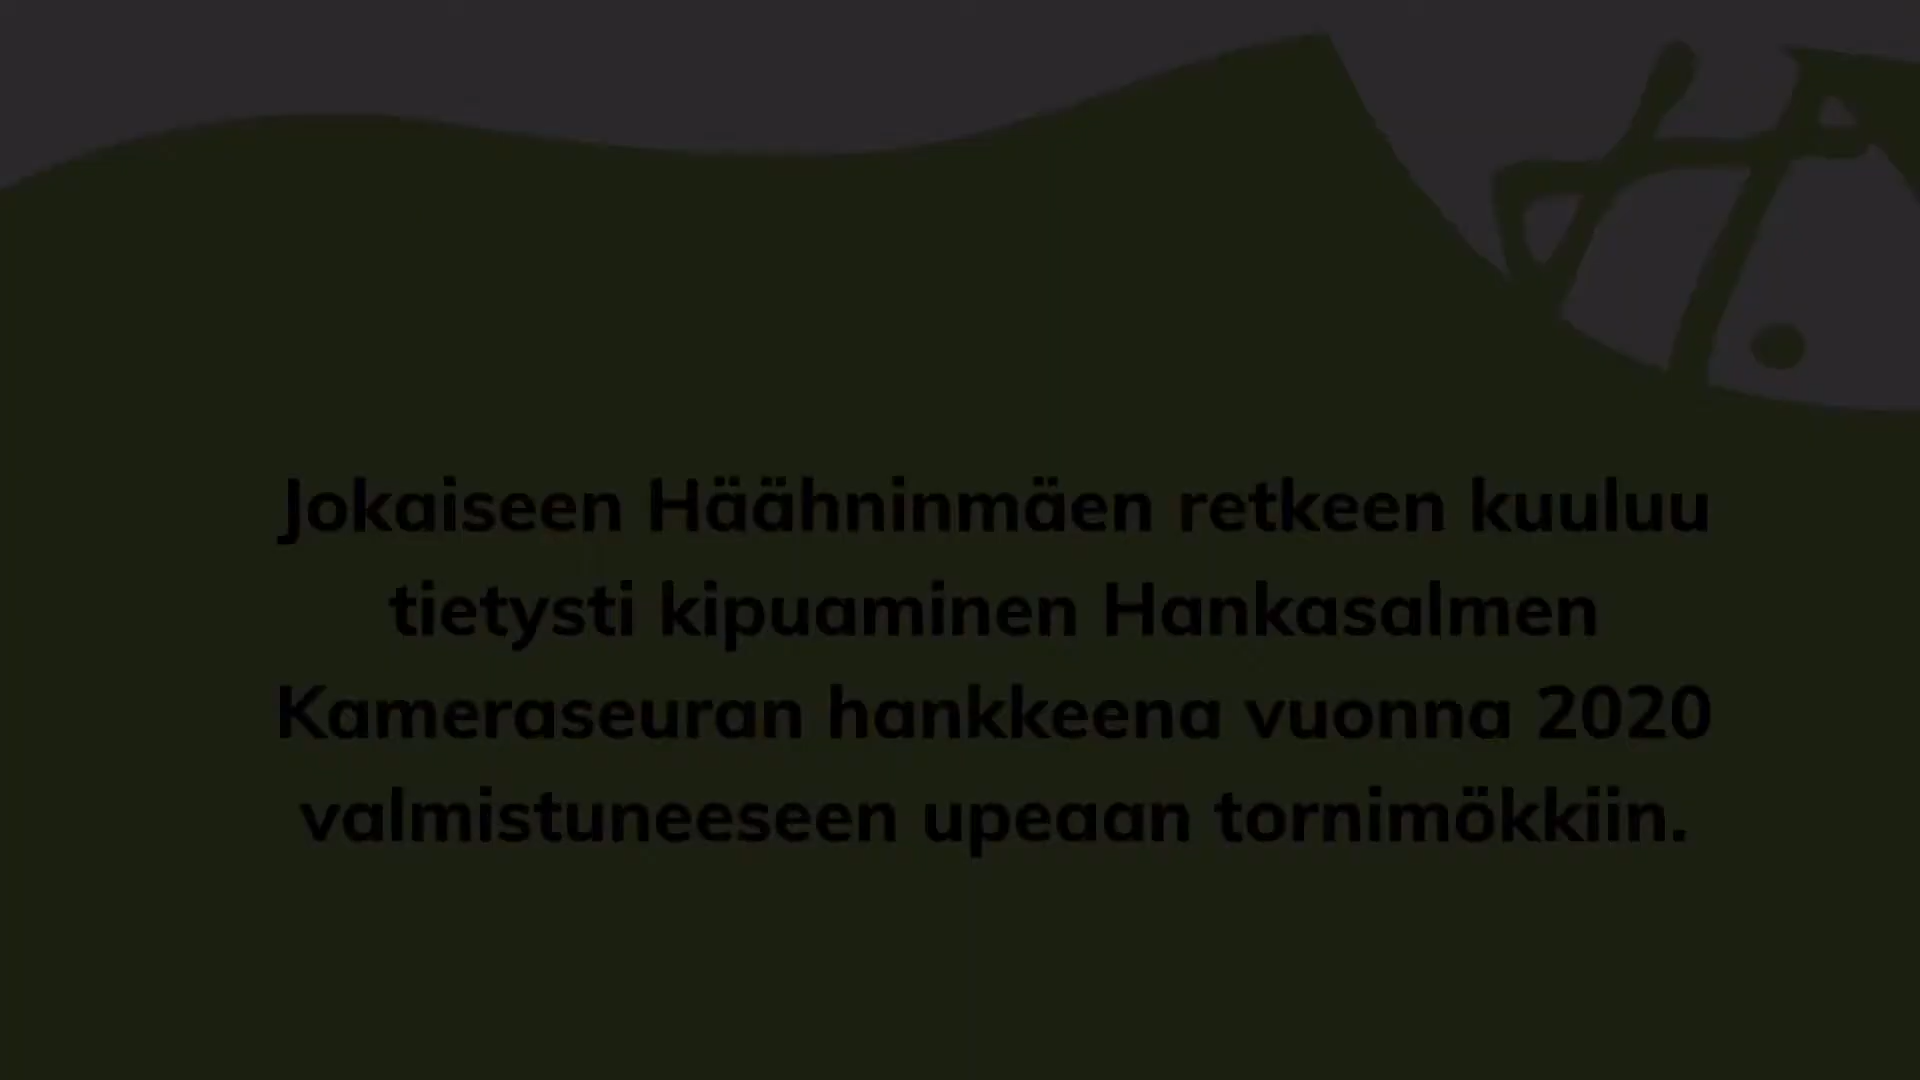 Jokaiseen Häähninmäen retkeen kuuluu
tietysti kipuaminen Hankasalmen
Kameraseuran hankkeena vuonna 2020
valmistuneeseen upeaan tornimökkiin.